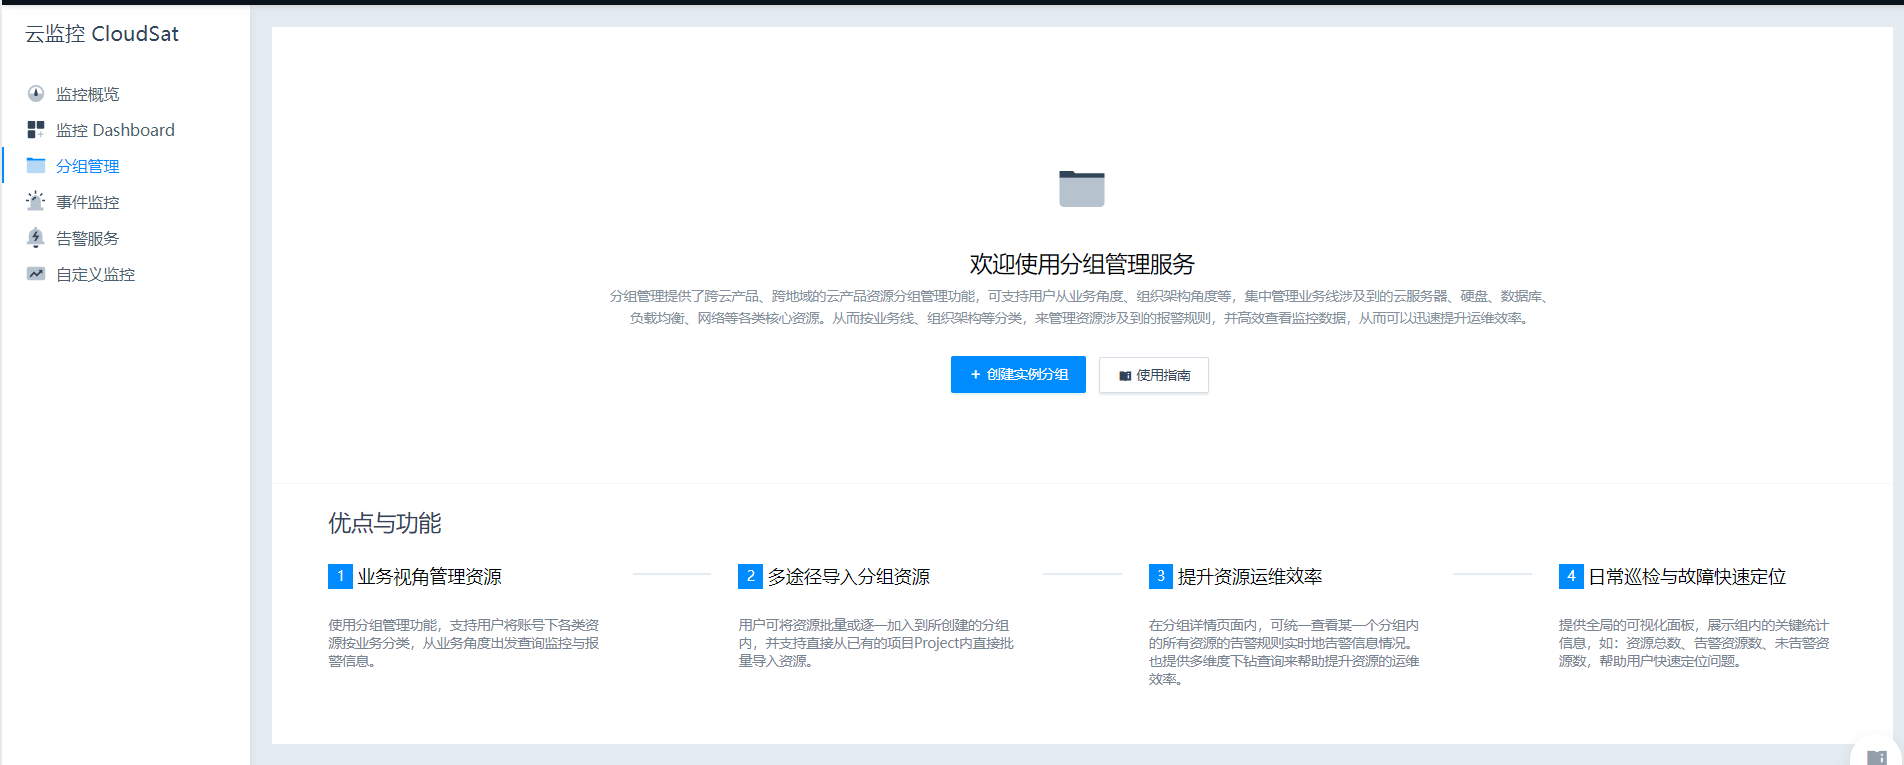 云监控 CloudSat
监控概览
监控 Dashboard
分组管理
事件监控
告警服务
自定义监控
欢迎使用分组管理服务
分组管理提供了跨云产品、跨地域的云产品资源分组管理功能，可支持用户从业务角度、组织架构角度等，集中管理业务线涉及到的云服务器、硬盘、数据库、
负载均衡、网络等各类核心资源。从而按业务线、组织架构等分类，来管理资源涉及到的报警规则，并高效查看监控数据，从而可以迅速提升运维效率。
+ 创建实例分组
使用指南
优点与功能
1 业务视角管理资源
使用分组管理功能，支持用户将账号下各类资
源按业务分类，从业务角度出发查询监控与报
警信息。
2 多途径导入分组资源
用户可将资源批量或逐一加入到所创建的分组
内，并支持直接从已有的项目Project内直接批
量导入资源。
3 提升资源运维效率
在分组详情页面内，可统一查看某一个分组内
的所有资源的告警规则实时地告警信息情况。
也提供多维度下钻查询来帮助提升资源的运维
效率。
4 日常巡检与故障快速定位
提供全局的可视化面板，展示组内的关键统计
信息，如：资源总数、告警资源数、未告警资
源数，帮助用户快速定位问题。